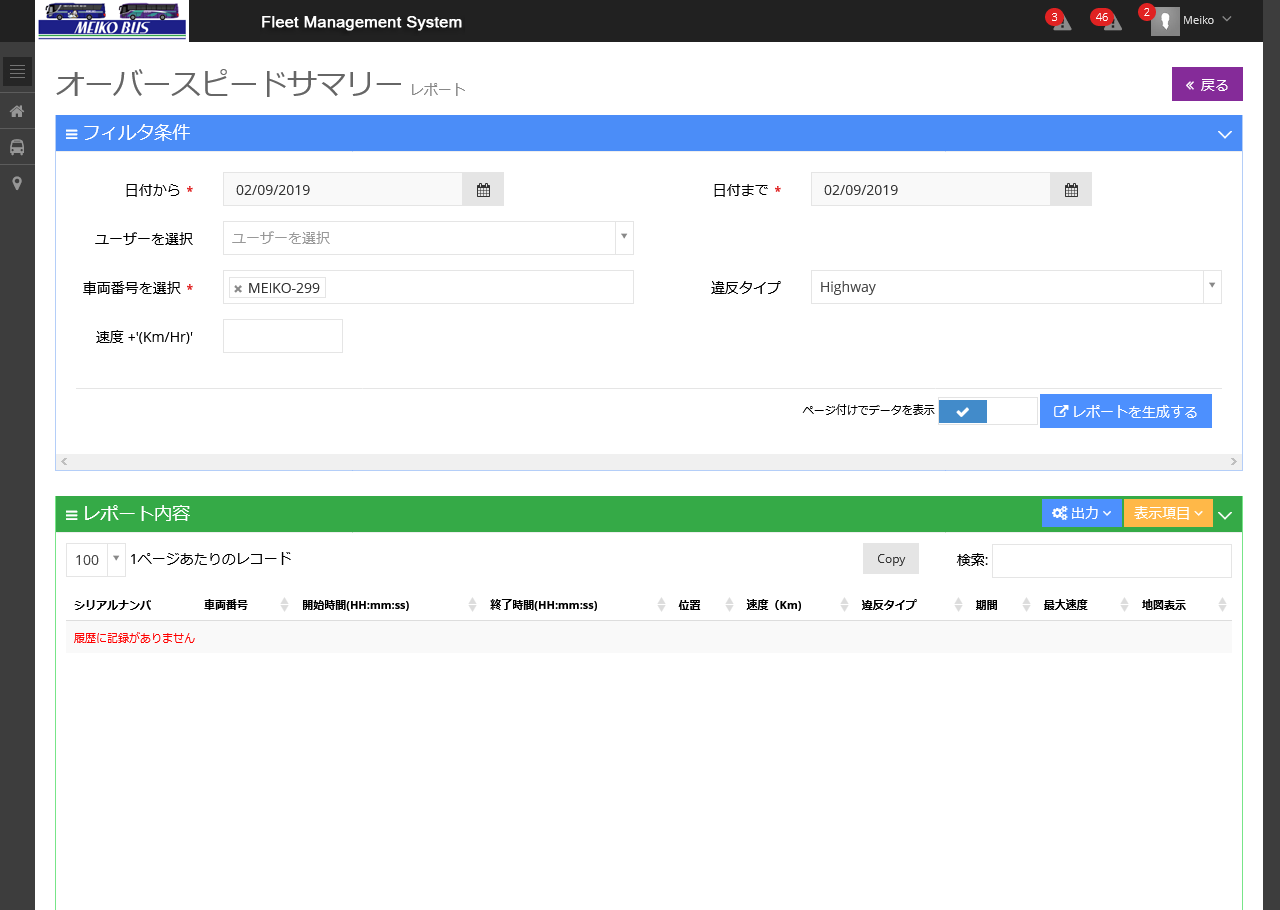 MEIKO BUS
Fleet Management System
3
46
2
Meiko
オーバースピードサマリー レポート
« 戻る
フィルタ条件
日付から *
02/09/2019
日付まで *
02/09/2019
ユーザーを選択
ユーザーを選択
車両番号を選択 *
× MEIKO-299
違反タイプ
Highway
速度 +'(Km/Hr)'
ページ付けでデータを表示
レポートを生成する
レポート内容
出力
表示項目
100
1ページあたりのレコード
Copy
検索:
シリアルナンバ 車両番号 開始時間(HH:mm:ss) 終了時間(HH:mm:ss) 位置 速度（Km) 違反タイプ 期間 最大速度 地図表示
履歴に記録がありません